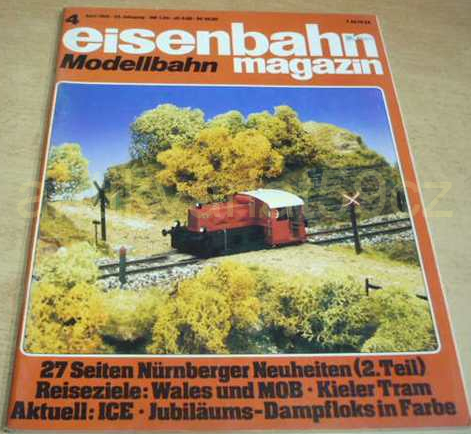 4
eisenbahn
Modellbahn magazin
27 Seiten Nürnberger Neuheiten (2.Teil)
Reiseziele: Wales und MOB · Kieler Tram
Aktuell: ICE · Jubiläums-Dampfloks in Farbe